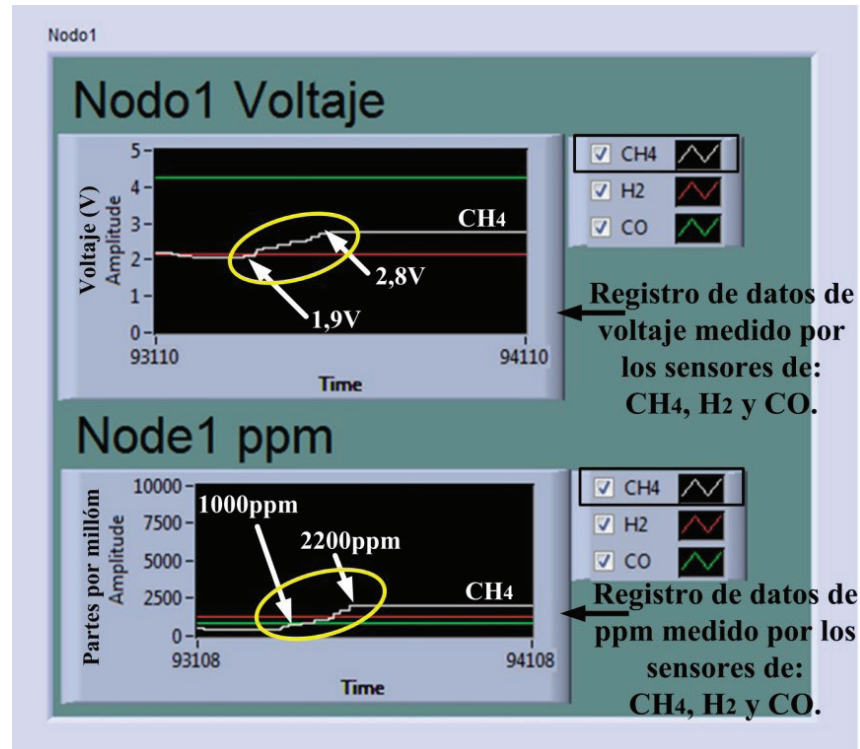 Nodo1
Nodo1 Voltaje
Voltaje (V)
Amplitude
5
4
3
2
1
0
CH4
2,8V
1,9V
93110
94110
Time
CH4
H2
CO
Registro de datos de
voltaje medido por
los sensores de:
CH4, H2 y CO.
Node1 ppm
Partes por millóm
Amplitude
10000
7500
5000
2500
0
1000ppm
2200ppm
CH4
93108
94108
Time
CH4
H2
CO
Registro de datos de
ppm medido por los
sensores de:
CH4, H2 y CO.